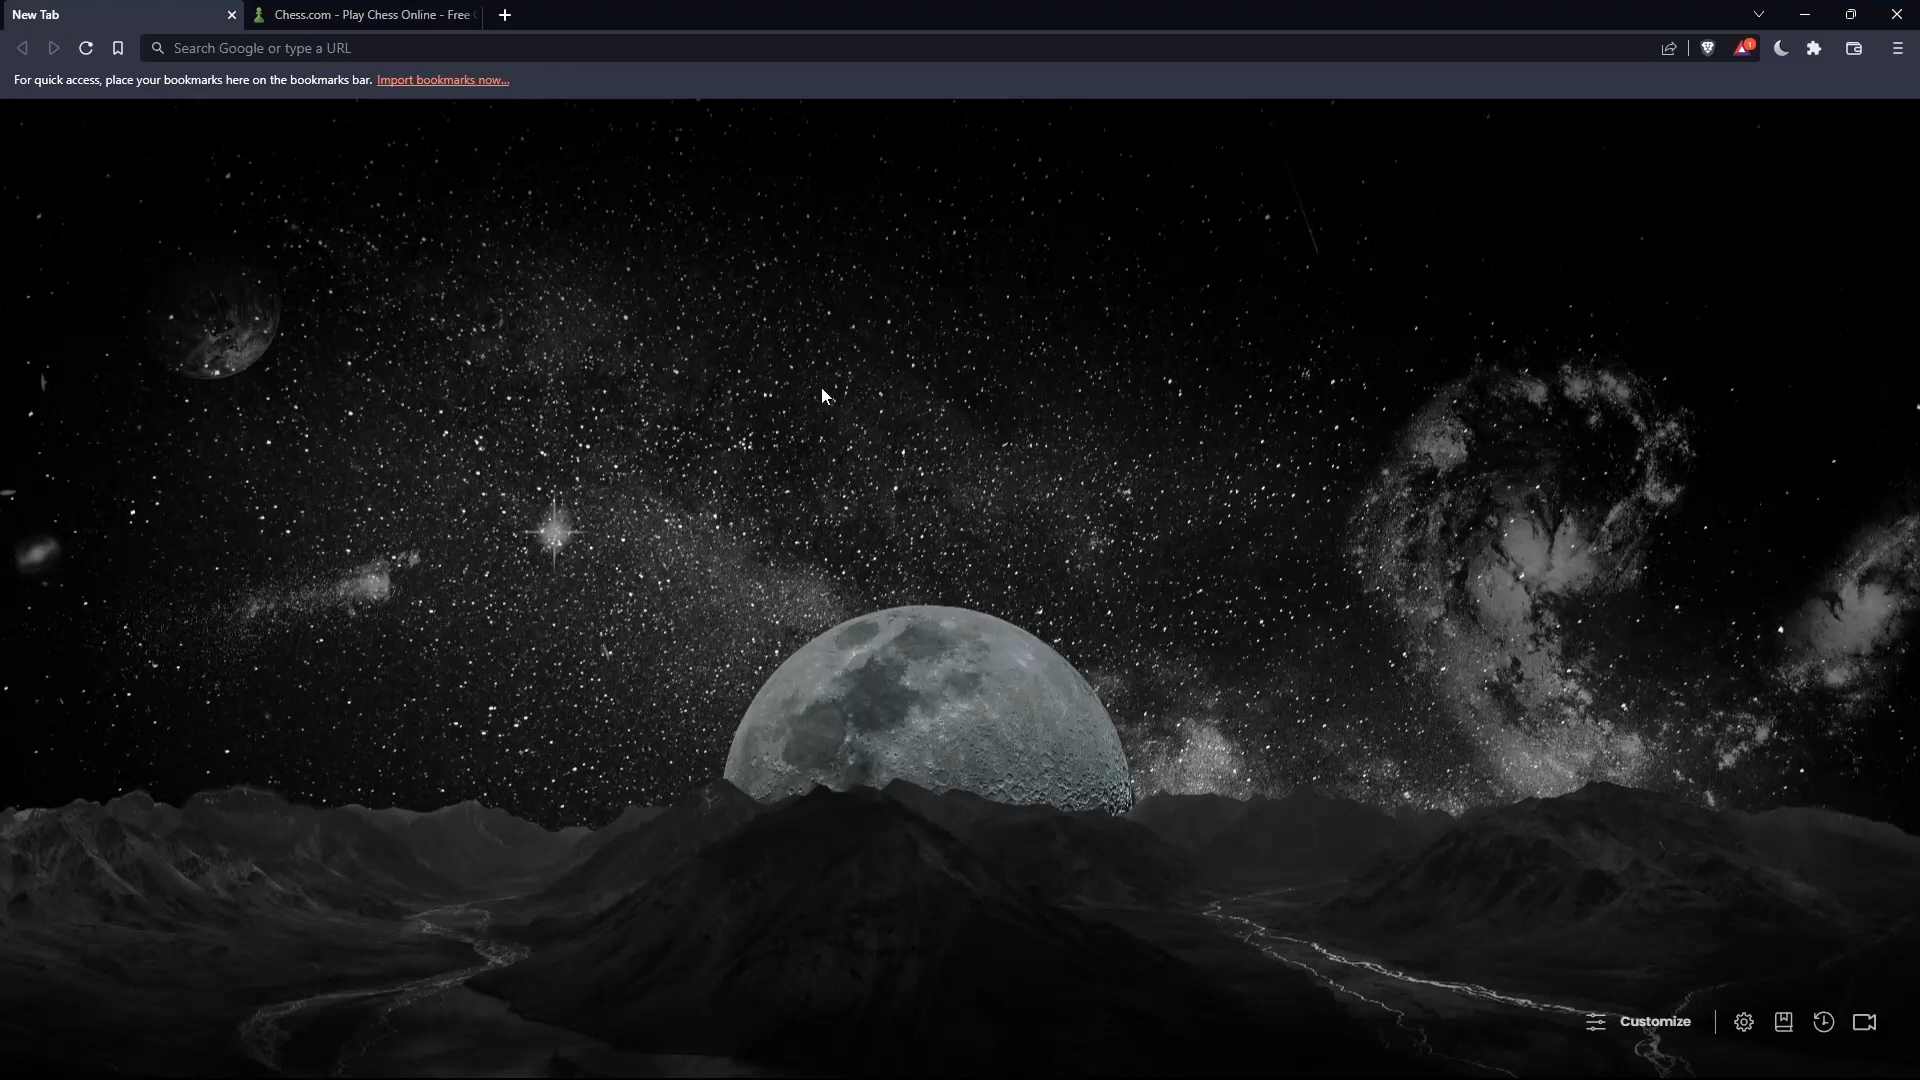 New Tab
Chess.com - Play Chess Online - Free
Search Google or type a URL
1
For quick access, place your bookmarks here on the bookmarks bar. Import bookmarks now...
Customize